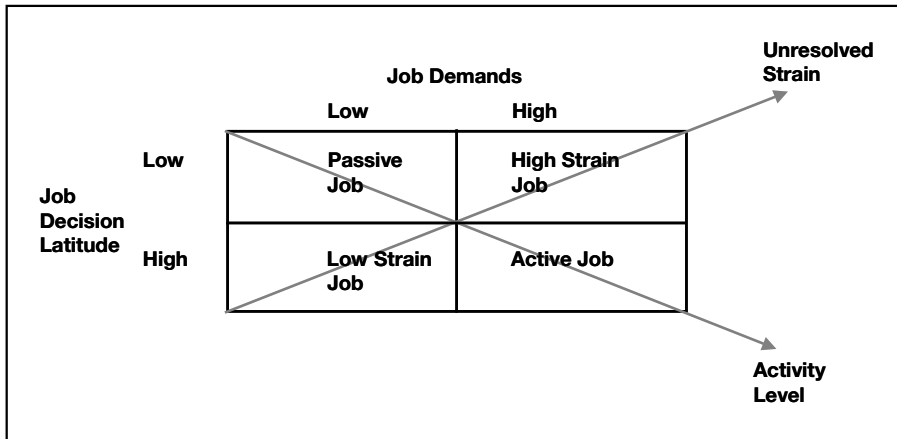 Unresolved
Strain
Job Demands
Low High
Low
Passive
Job
High Strain
Job
Job
Decision
Latitude
High
Low Strain
Job
Active Job
Activity
Level